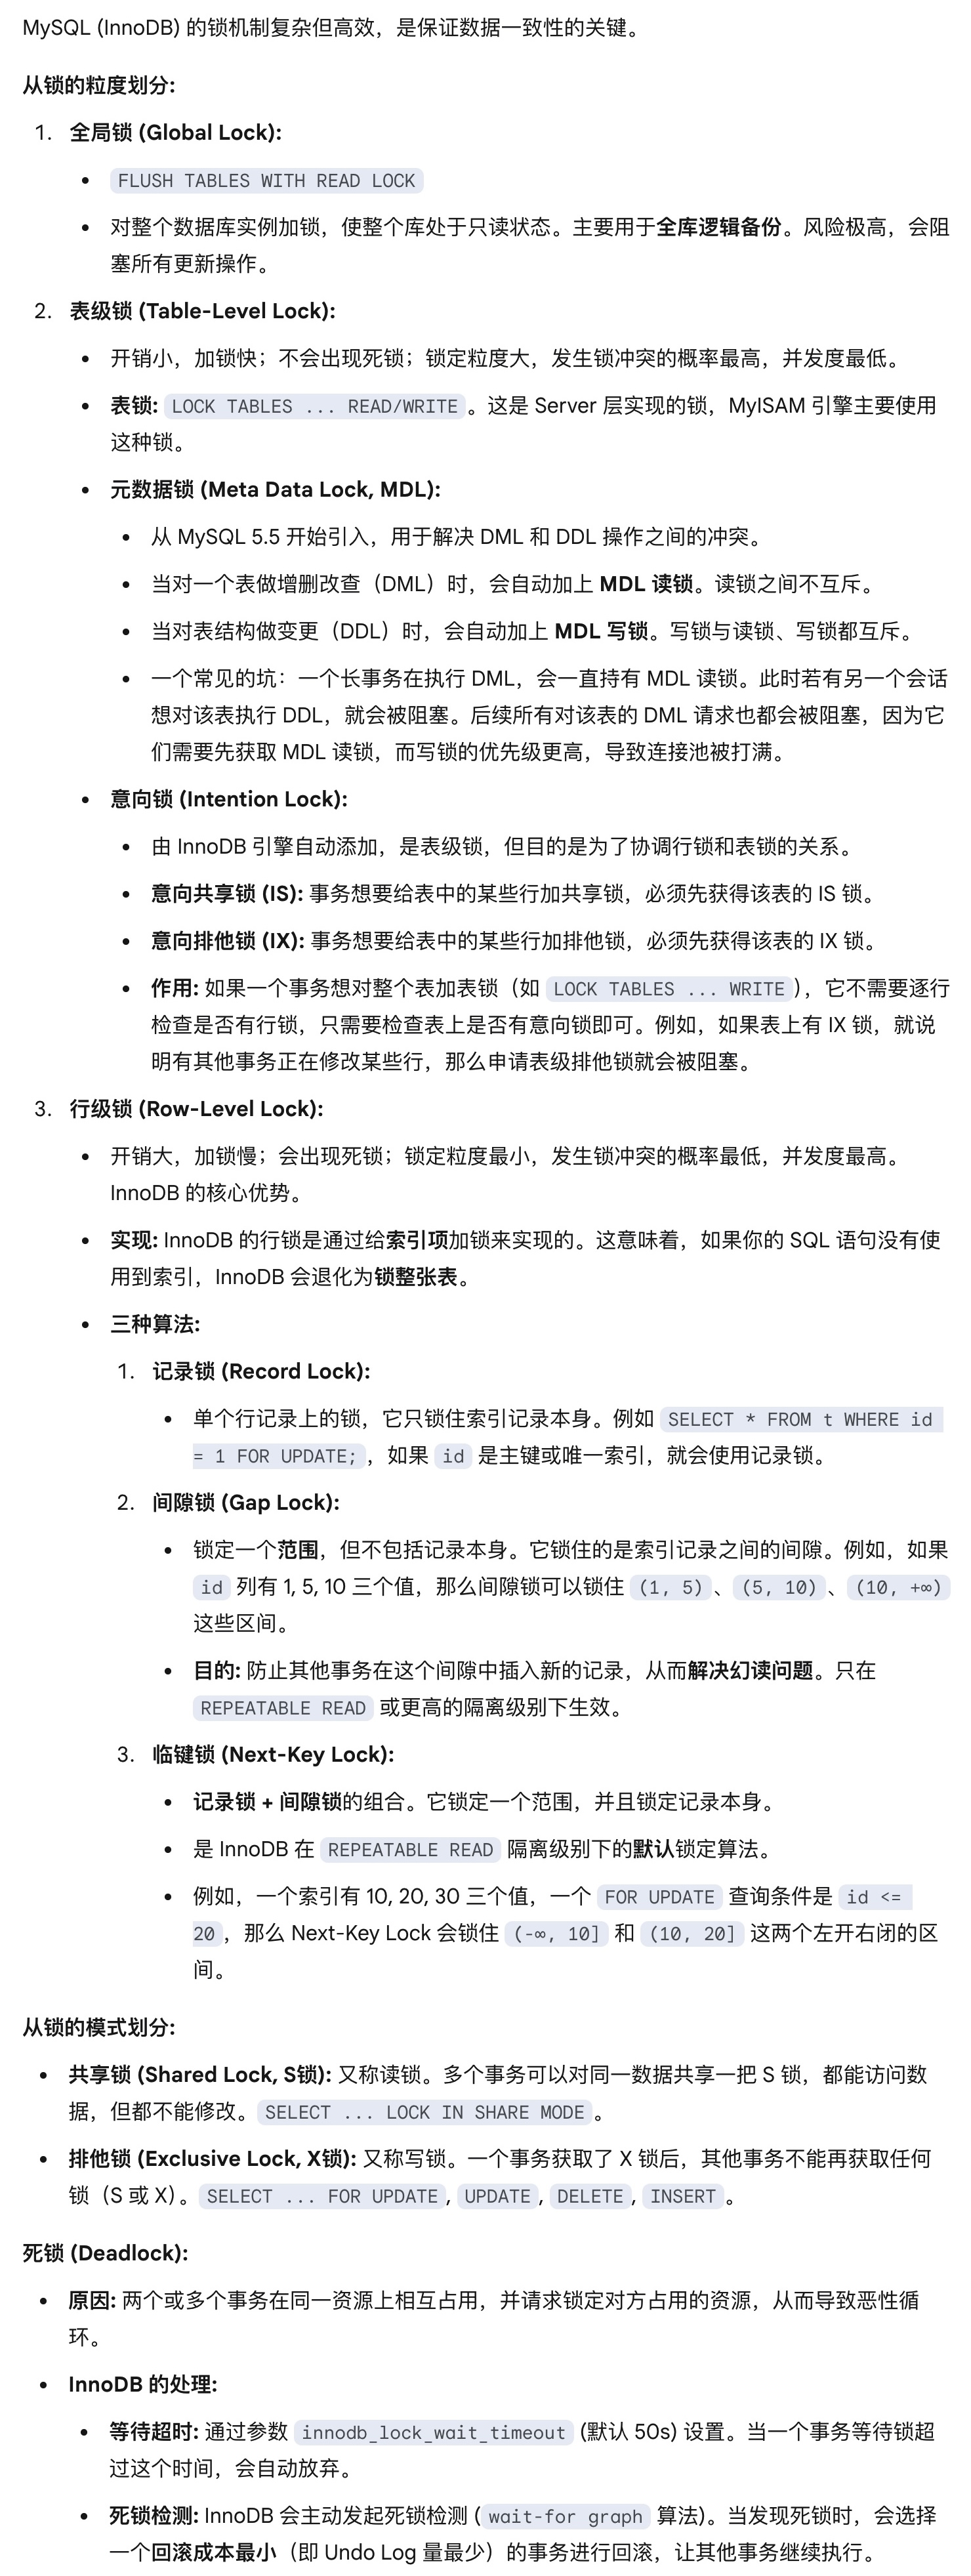 MySQL (InnoDB) 的锁机制复杂但高效，是保证数据一致性的关键。
从锁的粒度划分:
1. 全局锁 (Global Lock):
• FLUSH TABLES WITH READ LOCK
• 对整个数据库实例加锁，使整个库处于只读状态。主要用于全库逻辑备份。风险极高，会阻
塞所有更新操作。
2. 表级锁 (Table-Level Lock):
• 开销小，加锁快；不会出现死锁；锁定粒度大，发生锁冲突的概率最高，并发度最低。
• 表锁: LOCK TABLES ... READ/WRITE 。这是 Server 层实现的锁，MyISAM 引擎主要使用
这种锁。
• 元数据锁 (Meta Data Lock, MDL):
• 从 MySQL 5.5 开始引入，用于解决 DML 和 DDL 操作之间的冲突。
• 当对一个表做增删改查（DML）时，会自动加上 MDL 读锁。读锁之间不互斥。
• 当对表结构做变更（DDL）时，会自动加上 MDL 写锁。写锁与读锁、写锁都互斥。
• 一个常见的坑：一个长事务在执行 DML，会一直持有 MDL 读锁。此时若有另一个会话
想对该表执行 DDL，就会被阻塞。后续所有对该表的 DML 请求也都会被阻塞，因为它
们需要先获取 MDL 读锁，而写锁的优先级更高，导致连接池被打满。
• 意向锁 (Intention Lock):
• 由 InnoDB 引擎自动添加，是表级锁，但目的是为了协调行锁和表锁的关系。
• 意向共享锁 (IS): 事务想要给表中的某些行加共享锁，必须先获得该表的 IS 锁。
• 意向排他锁 (IX): 事务想要给表中的某些行加排他锁，必须先获得该表的 IX 锁。
• 作用: 如果一个事务想对整个表加表锁（如 LOCK TABLES ... WRITE ），它不需要逐行
检查是否有行锁，只需要检查表上是否有意向锁即可。例如，如果表上有 IX 锁，就说
明有其他事务正在修改某些行，那么申请表级排他锁就会被阻塞。
3. 行级锁 (Row-Level Lock):
• 开销大，加锁慢；会出现死锁；锁定粒度最小，发生锁冲突的概率最低，并发度最高。
InnoDB 的核心优势。
• 实现: InnoDB 的行锁是通过给索引项加锁来实现的。这意味着，如果你的 SQL 语句没有使
用到索引，InnoDB 会退化为锁整张表。
• 三种算法:
1. 记录锁 (Record Lock):
• 单个行记录上的锁，它只锁住索引记录本身。例如 SELECT * FROM t WHERE id
= 1 FOR UPDATE; ，如果 id 是主键或唯一索引，就会使用记录锁。
2. 间隙锁 (Gap Lock):
• 锁定一个范围，但不包括记录本身。它锁住的是索引记录之间的间隙。例如，如果
id 列有 1, 5, 10 三个值，那么间隙锁可以锁住 (1, 5) 、 (5, 10) 、 (10, +∞)
这些区间。
• 目的: 防止其他事务在这个间隙中插入新的记录，从而解决幻读问题。只在
REPEATABLE READ 或更高的隔离级别下生效。
3. 临键锁 (Next-Key Lock):
• 记录锁 + 间隙锁的组合。它锁定一个范围，并且锁定记录本身。
• 是 InnoDB 在 REPEATABLE READ 隔离级别下的默认锁定算法。
• 例如，一个索引有 10, 20, 30 三个值，一个 FOR UPDATE 查询条件是 id <=
20 ，那么 Next-Key Lock 会锁住 (-∞, 10] 和 (10, 20] 这两个左开右闭的区
间。
从锁的模式划分:
• 共享锁 (Shared Lock, S锁): 又称读锁。多个事务可以对同一数据共享一把 S 锁，都能访问数
据，但都不能修改。 SELECT ... LOCK IN SHARE MODE 。
• 排他锁 (Exclusive Lock, X锁): 又称写锁。一个事务获取了 X 锁后，其他事务不能再获取任何
锁（S 或 X）。 SELECT ... FOR UPDATE , UPDATE , DELETE , INSERT 。
死锁 (Deadlock):
• 原因: 两个或多个事务在同一资源上相互占用，并请求锁定对方占用的资源，从而导致恶性循
环。
• InnoDB 的处理:
• 等待超时: 通过参数 innodb_lock_wait_timeout (默认 50s) 设置。当一个事务等待锁超
过这个时间，会自动放弃。
• 死锁检测: InnoDB 会主动发起死锁检测 ( wait-for graph 算法)。当发现死锁时，会选择
一个回滚成本最小（即 Undo Log 量最少）的事务进行回滚，让其他事务继续执行。